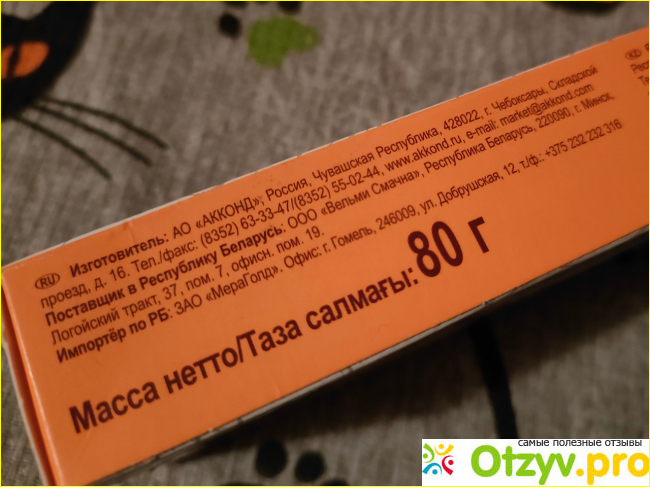 RU Изготовитель: АО «АККОНД»; Россия, Чувашская Республика, 428022, г. Чебоксары, Складской
проезд, д. 16. Тел./факс: (8352) 63-33-47/(8352) 55-02-44, www.akkond.ru, e-mail: market@akkond.com
Поставщик в Республику Беларусь: ООО «Вельми Смачна», Республика Беларусь, 220090, г. Минск,
Логойский тракт, 37, пом. 7, офисн. пом. 19.
Импортёр по РБ: ЗАО «МераГолд». Офис: г. Гомель, 246009, ул. Добрушская, 12, т./ф.: +375 232 232 316
Масса нетто/Таза салмағы: 80 г
KZ
самые полезные отзывы
Otzyv.pro